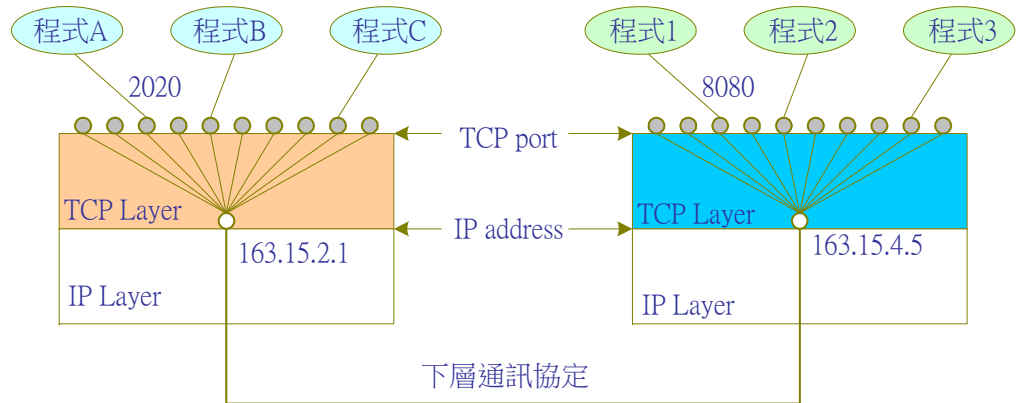 程式A 程式B 程式C 程式1 程式2 程式3
2020 8080
TCP port
TCP Layer TCP Layer
IP address
163.15.2.1 163.15.4.5
IP Layer IP Layer
下層通訊協定